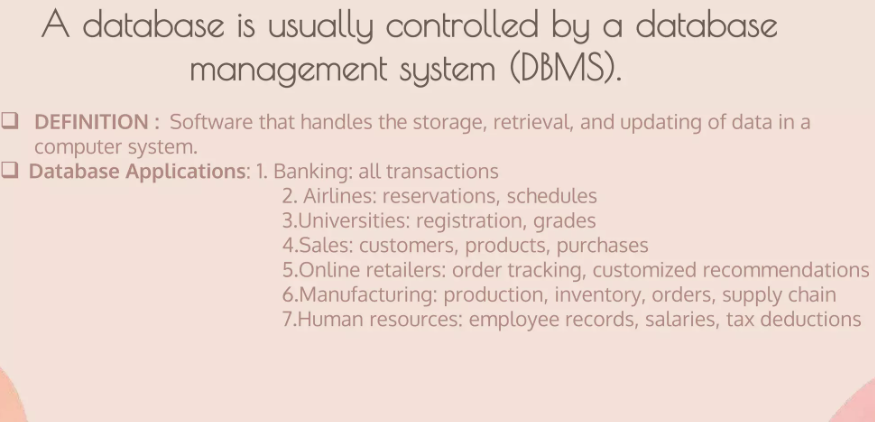 A database is usually controlled by a database
management system (DBMS).
DEFINITION : Software that handles the storage, retrieval, and updating of data in a
computer system.
Database Applications: 1. Banking: all transactions
2. Airlines: reservations, schedules
3.Universities: registration, grades
4.Sales: customers, products, purchases
5.Online retailers: order tracking, customized recommendations
6.Manufacturing: production, inventory, orders, supply chain
7.Human resources: employee records, salaries, tax deductions